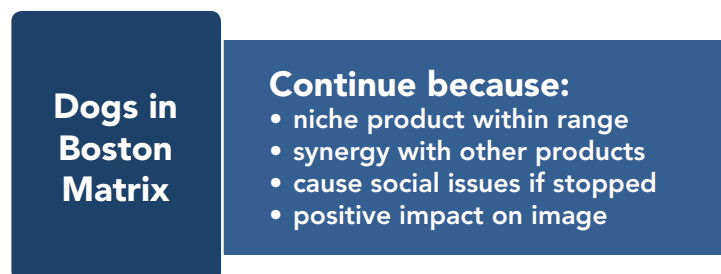 Dogs in
Boston
Matrix
Continue because:
• niche product within range
• synergy with other products
• cause social issues if stopped
• positive impact on image